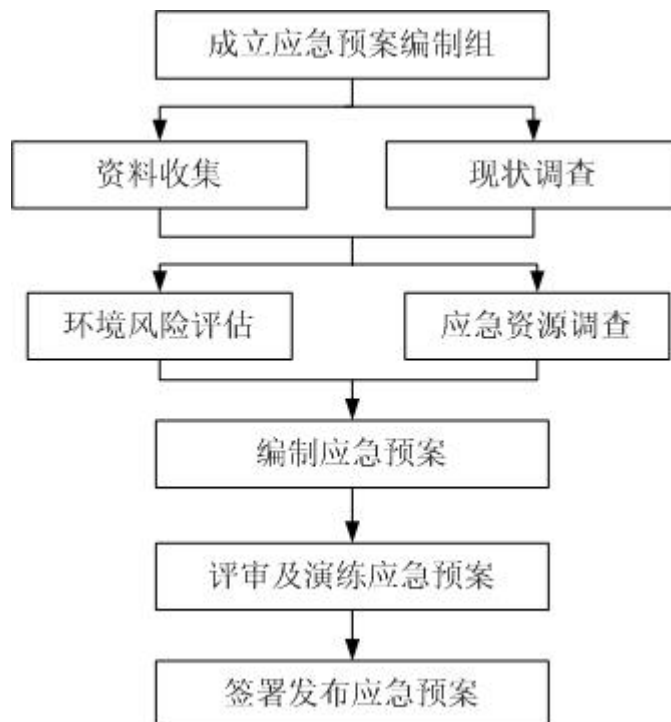 成立应急预案编制组
资料收集
现状调查
环境风险评估
应急资源调查
编制应急预案
评审及演练应急预案
签署发布应急预案